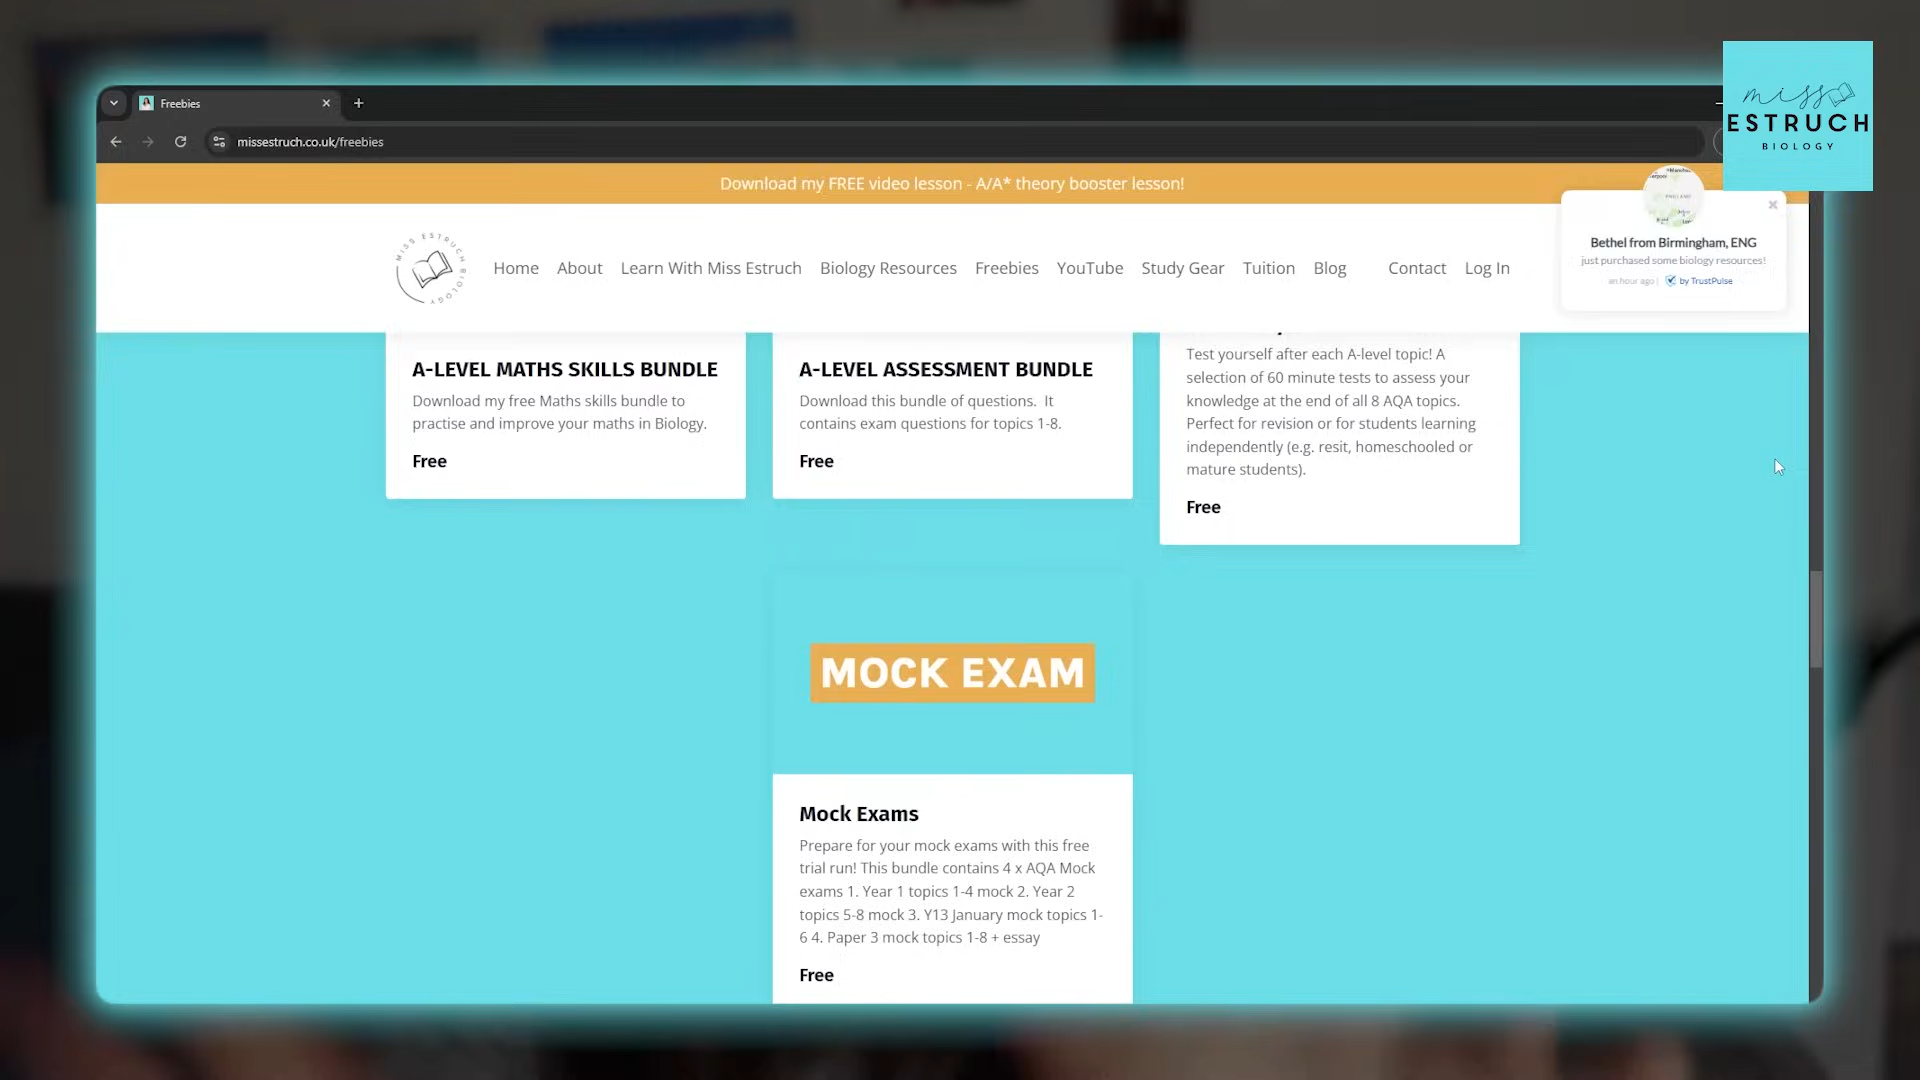 miss
ESTRUCH
BIOLOGY
Freebies
missestruch.co.uk/freebies
Download my FREE video lesson - A/A* theory booster lesson!
MISS ESTRUCH BIOLOGY
Home About Learn With Miss Estruch Biology Resources Freebies YouTube Study Gear Tuition Blog Contact Log In
ENGLAND
Bethel from Birmingham, ENG
just purchased some biology resources!
an hour ago | by TrustPulse
A-LEVEL MATHS SKILLS BUNDLE
Download my free Maths skills bundle to
practise and improve your maths in Biology.
Free
A-LEVEL ASSESSMENT BUNDLE
Download this bundle of questions. It
contains exam questions for topics 1-8.
Free
Test yourself after each A-level topic! A
selection of 60 minute tests to assess your
knowledge at the end of all 8 AQA topics.
Perfect for revision or for students learning
independently (e.g. resit, homeschooled or
mature students).
Free
MOCK EXAM
Mock Exams
Prepare for your mock exams with this free
trial run! This bundle contains 4 x AQA Mock
exams 1. Year 1 topics 1-4 mock 2. Year 2
topics 5-8 mock 3. Y13 January mock topics 1-
6 4. Paper 3 mock topics 1-8 + essay
Free